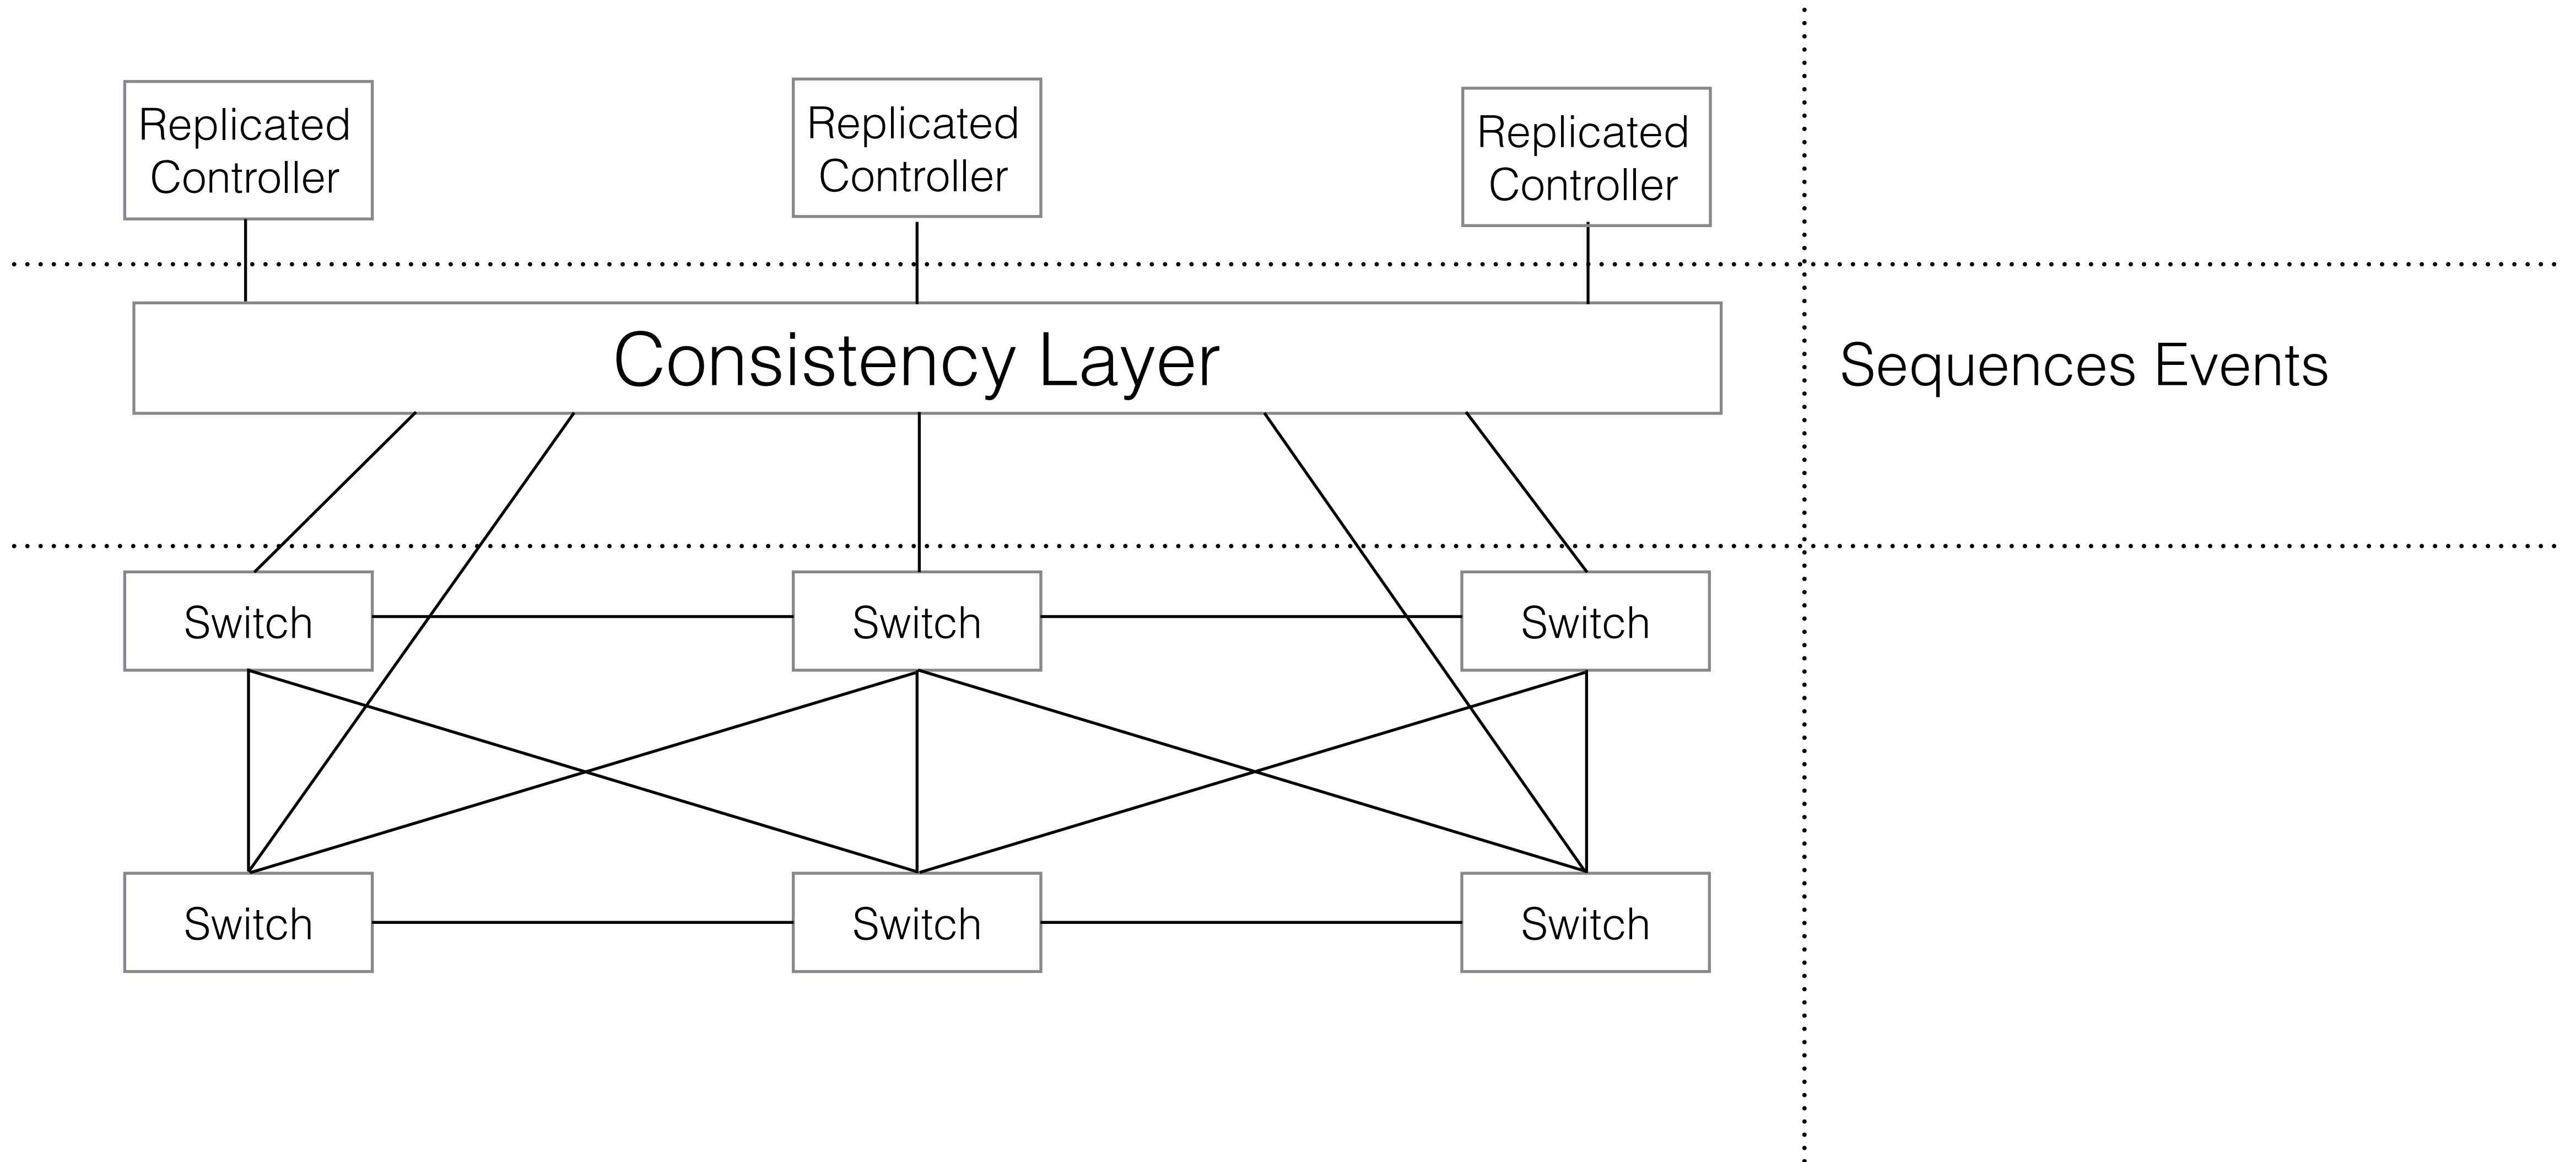 Replicated
Controller
Replicated
Controller
Replicated
Controller
Consistency Layer
Sequences Events
Switch
Switch
Switch
Switch
Switch
Switch